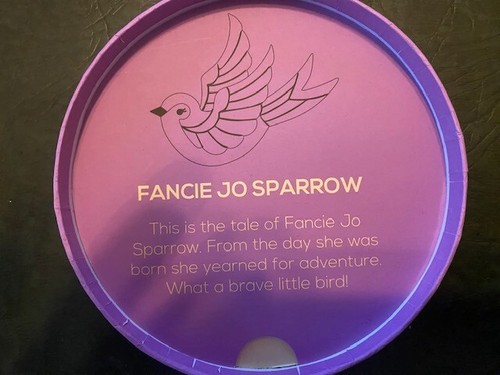 FANCIE JO SPARROW
This is the tale of Fancie Jo
Sparrow. From the day she was
born she yearned for adventure.
What a brave little bird!